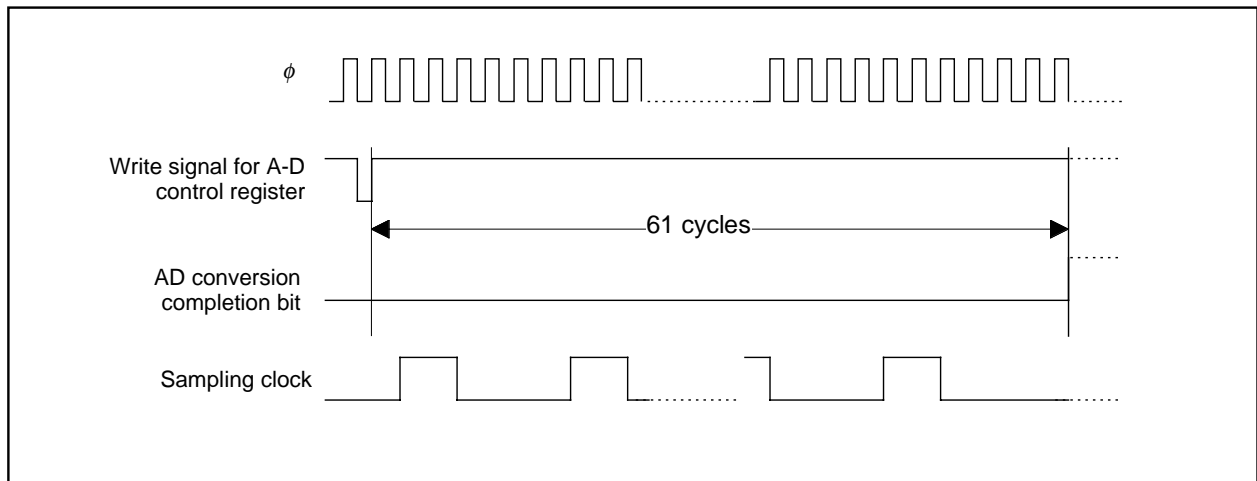 ϕ
Write signal for A-D
control register
61 cycles
AD conversion
completion bit
Sampling clock